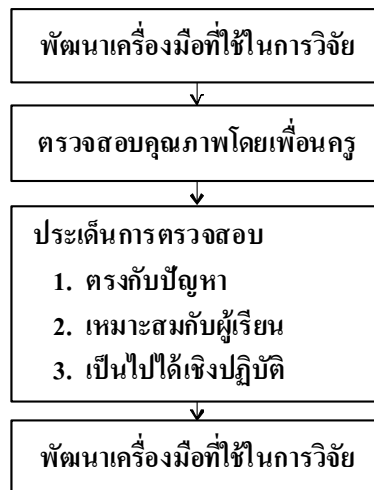 พัฒนาเครื่องมือที่ใช้ในการวิจัย
ตรวจสอบคุณภาพโดยเพื่อนครู
ประเด็นการตรวจสอบ
1. ตรงกับปัญหา
2. เหมาะสมกับผู้เรียน
3. เป็นไปได้เชิงปฏิบัติ
พัฒนาเครื่องมือที่ใช้ในการวิจัย